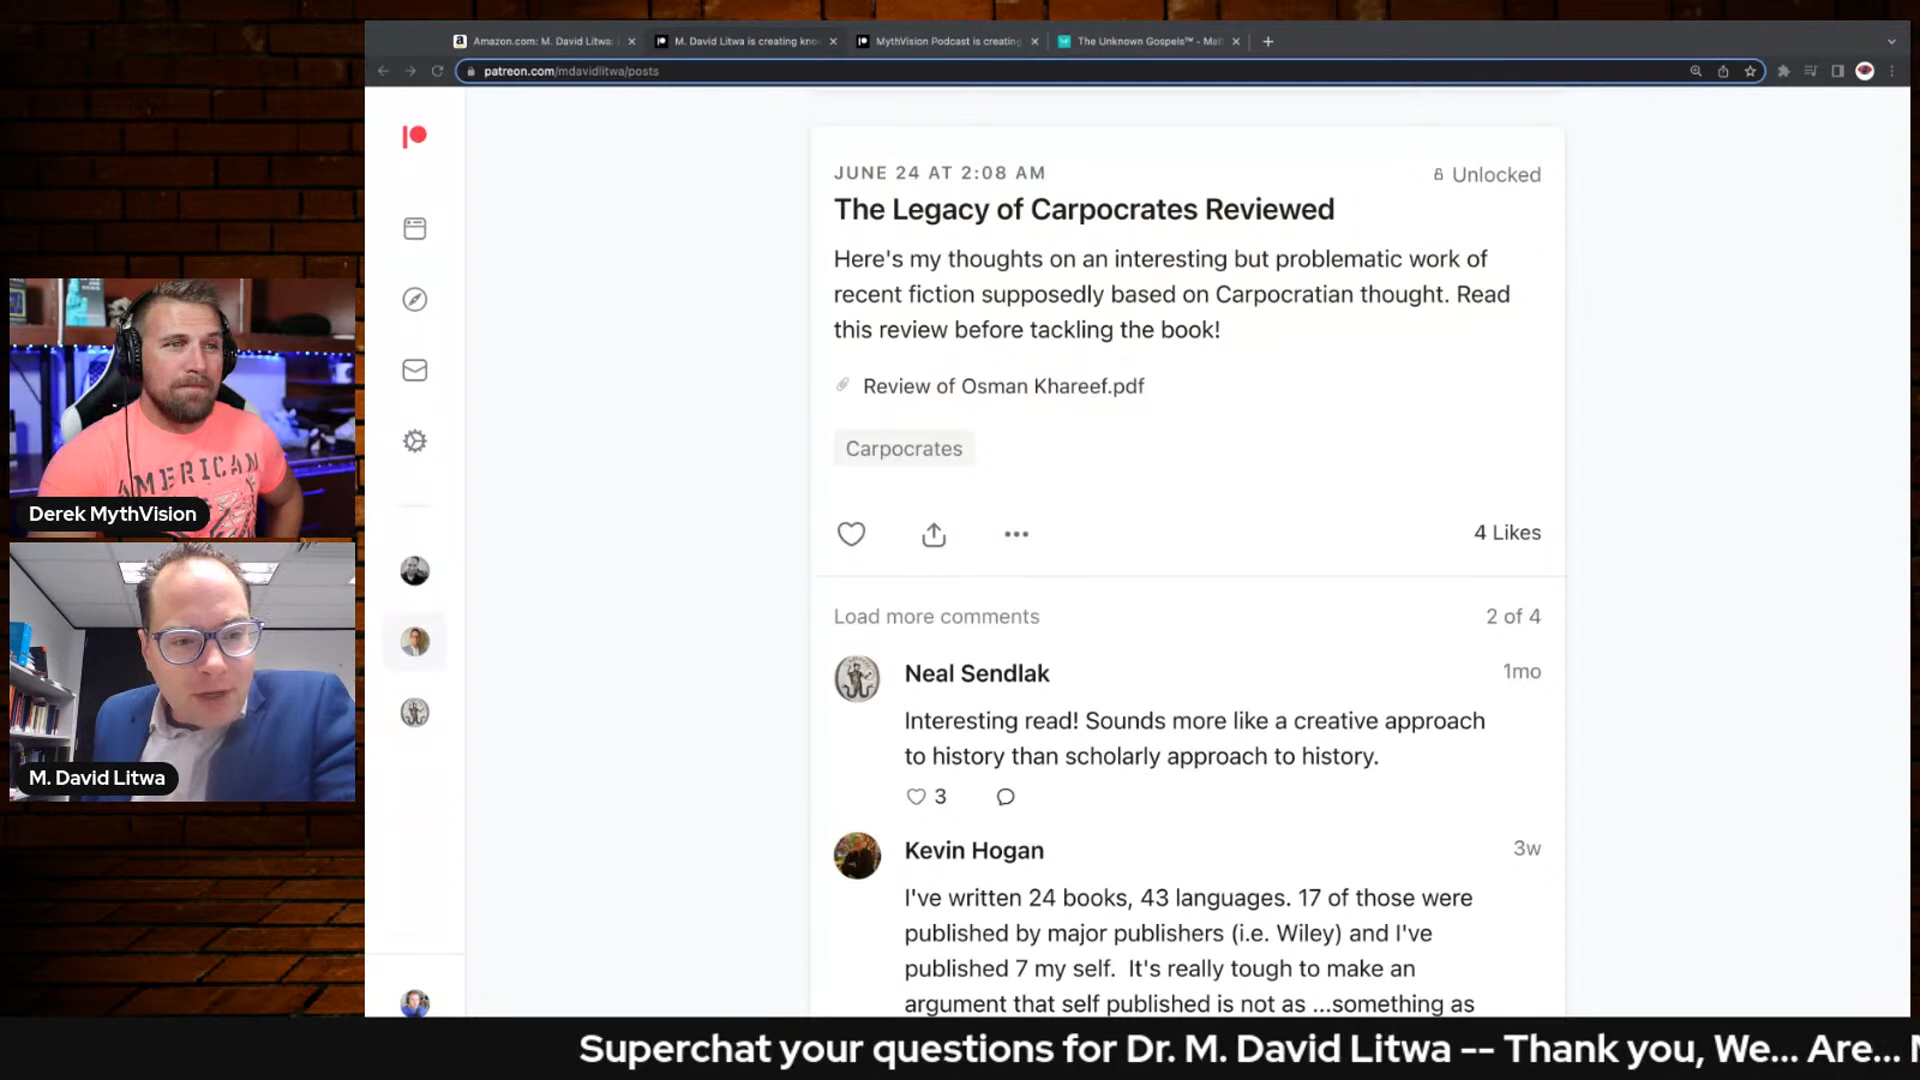 Amazon.com: M. David Litwa:
M. David Litwa is creating kno
MythVision Podcast is creating
The Unknown Gospels™ - Mat
patreon.com/mdavidlitwa/posts
JUNE 24 AT 2:08 AM
Unlocked
The Legacy of Carpocrates Reviewed
Here's my thoughts on an interesting but problematic work of
recent fiction supposedly based on Carpocratian thought. Read
this review before tackling the book!
Review of Osman Khareef.pdf
Carpocrates
4 Likes
Load more comments
2 of 4
Neal Sendlak
1mo
Interesting read! Sounds more like a creative approach
to history than scholarly approach to history.
3
Kevin Hogan
3w
I've written 24 books, 43 languages. 17 of those were
published by major publishers (i.e. Wiley) and I've
published 7 my self. It's really tough to make an
argument that self published is not as ...something as
AMERICAN
Derek MythVision
M. David Litwa
Superchat your questions for Dr. M. David Litwa -- Thank you, We... Are...